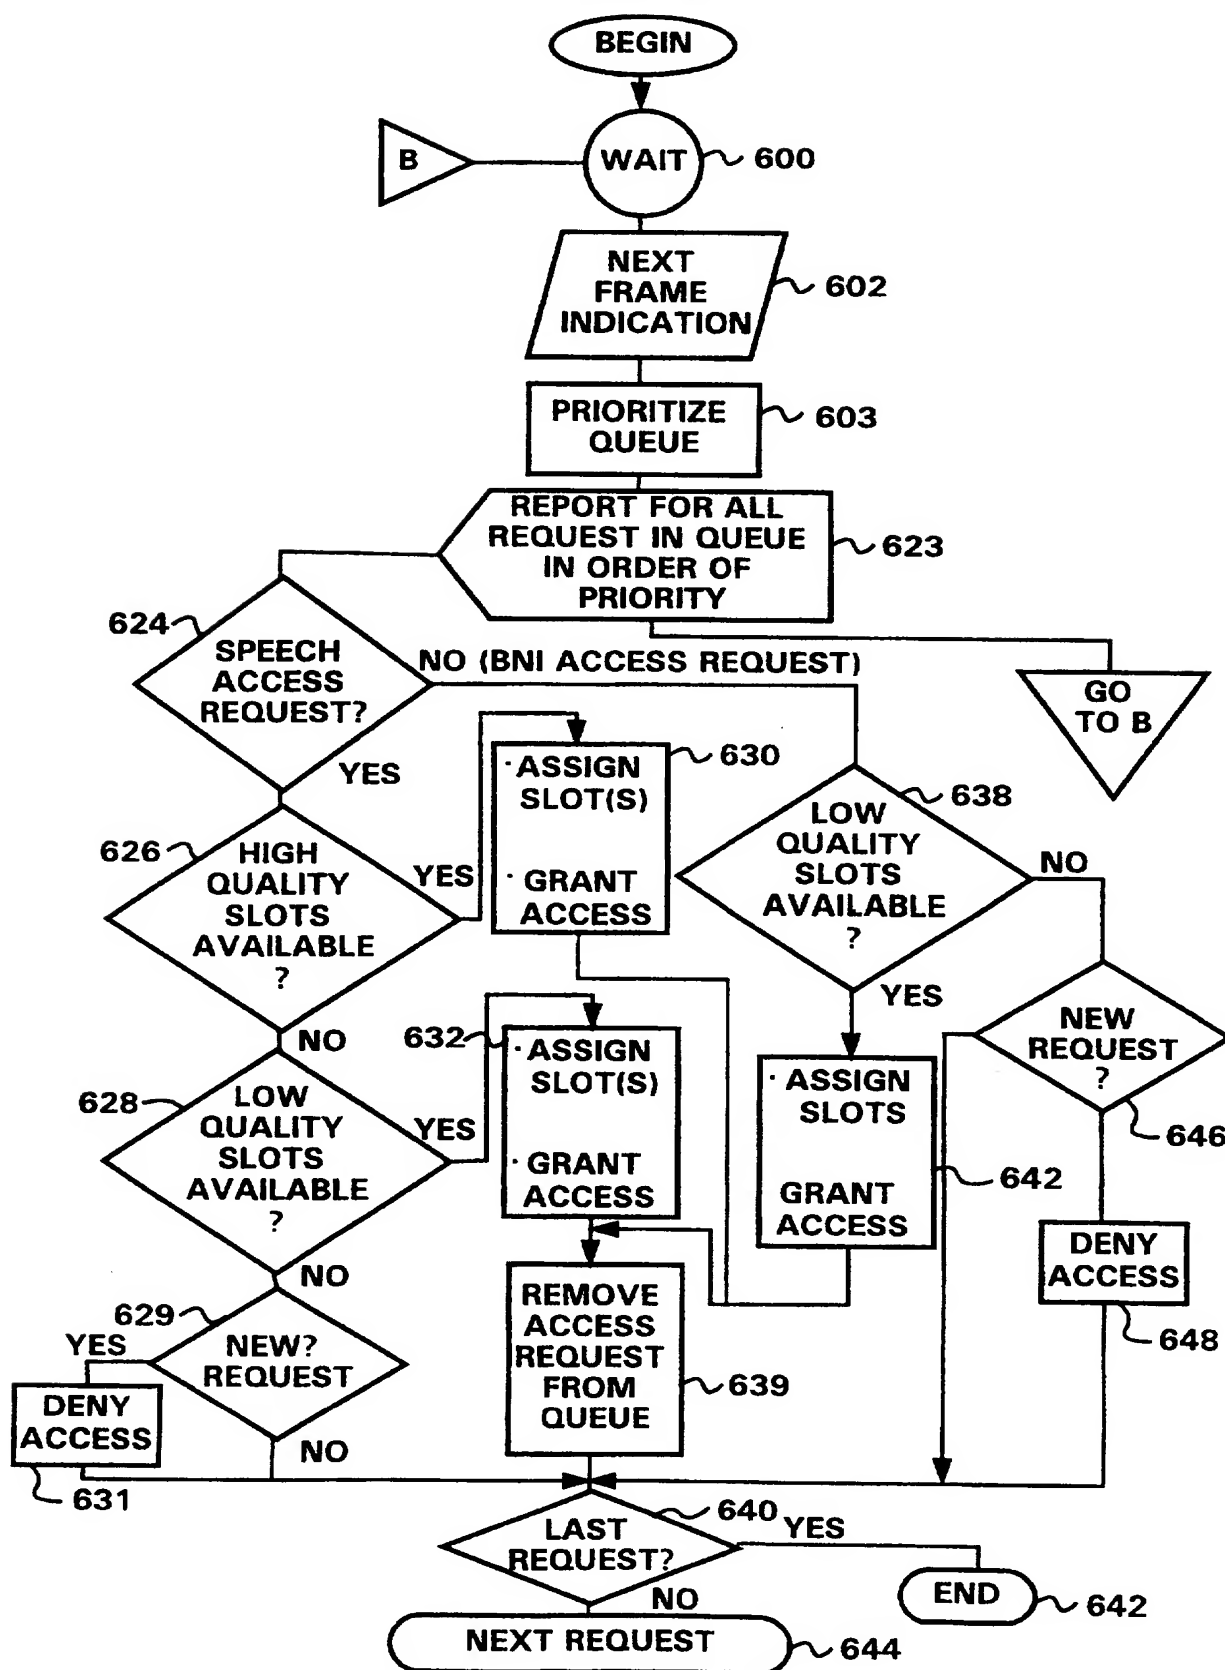 BEGIN
B
WAIT
600
NEXT
FRAME
INDICATION
602
PRIORITIZE
QUEUE
603
REPORT FOR ALL
REQUEST IN QUEUE
IN ORDER OF
PRIORITY
623
624
SPEECH
ACCESS
REQUEST?
NO (BNI ACCESS REQUEST)
GO
TO B
YES
626
HIGH
QUALITY
SLOTS
AVAILABLE
?
YES
· ASSIGN
SLOT(S)
· GRANT
ACCESS
630
638
LOW
QUALITY
SLOTS
AVAILABLE
?
NO
YES
NO
628
LOW
QUALITY
SLOTS
AVAILABLE
?
YES
632
· ASSIGN
SLOT(S)
· GRANT
ACCESS
· ASSIGN
SLOTS
GRANT
ACCESS
642
NEW
REQUEST
?
646
DENY
ACCESS
648
NO
629
NEW?
REQUEST
YES
DENY
ACCESS
631
NO
REMOVE
ACCESS
REQUEST
FROM
QUEUE
639
640
LAST
REQUEST?
YES
END
642
NO
NEXT REQUEST
644